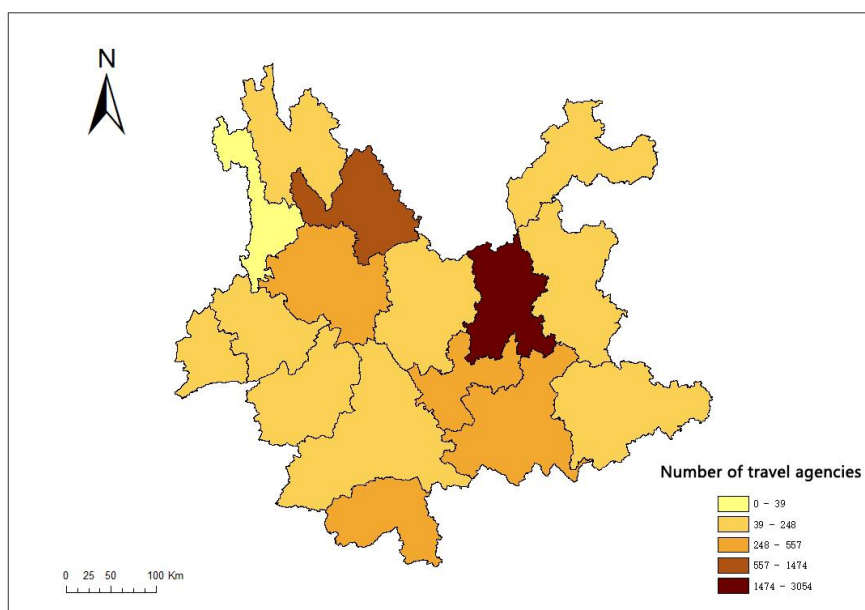 N
Number of travel agencies
0 - 39
39 - 248
248 - 557
557 - 1474
1474 - 3054
0 25 50 100 Km